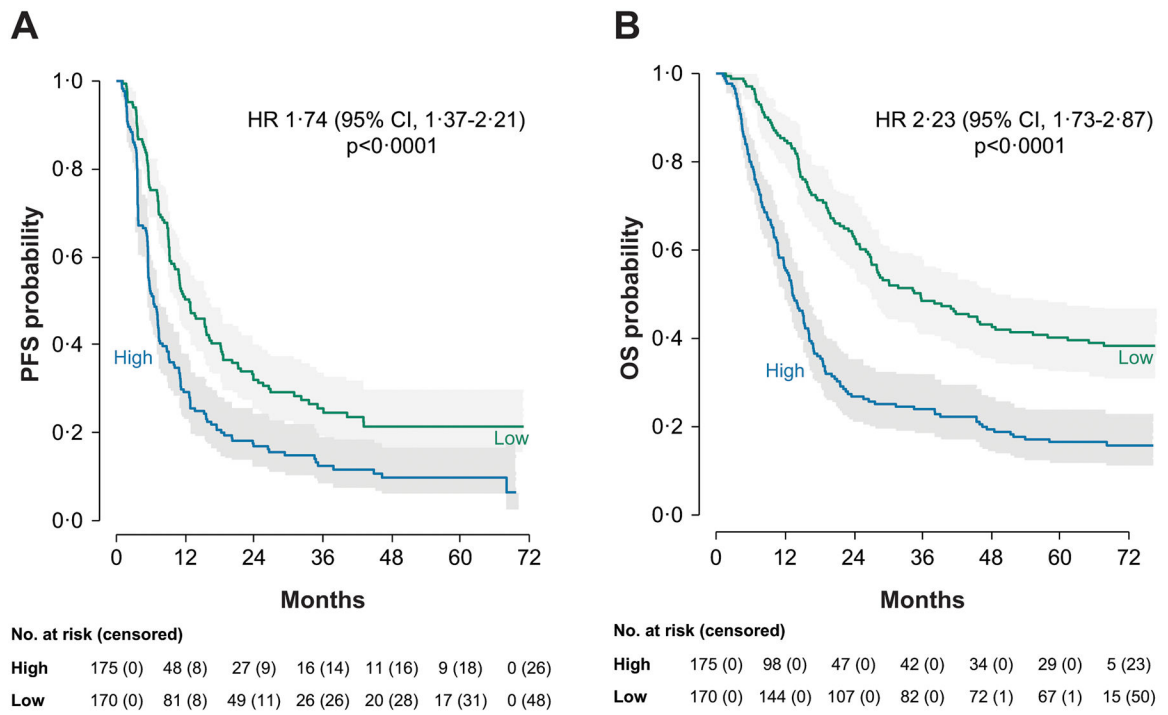 A
PFS probability
1·0
0·8
0·6
0·4
0·2
0·0
HR 1·74 (95% CI, 1·37-2·21)
p<0·0001
High
Low
0 12 24 36 48 60 72
Months
No. at risk (censored)
High 175 (0) 48 (8) 27 (9) 16 (14) 11 (16) 9 (18) 0 (26)
Low 170 (0) 81 (8) 49 (11) 26 (26) 20 (28) 17 (31) 0 (48)
B
OS probability
1·0
0·8
0·6
0·4
0·2
0·0
HR 2·23 (95% CI, 1·73-2·87)
p<0·0001
Low
High
0 12 24 36 48 60 72
Months
No. at risk (censored)
High 175 (0) 98 (0) 47 (0) 42 (0) 34 (0) 29 (0) 5 (23)
Low 170 (0) 144 (0) 107 (0) 82 (0) 72 (1) 67 (1) 15 (50)